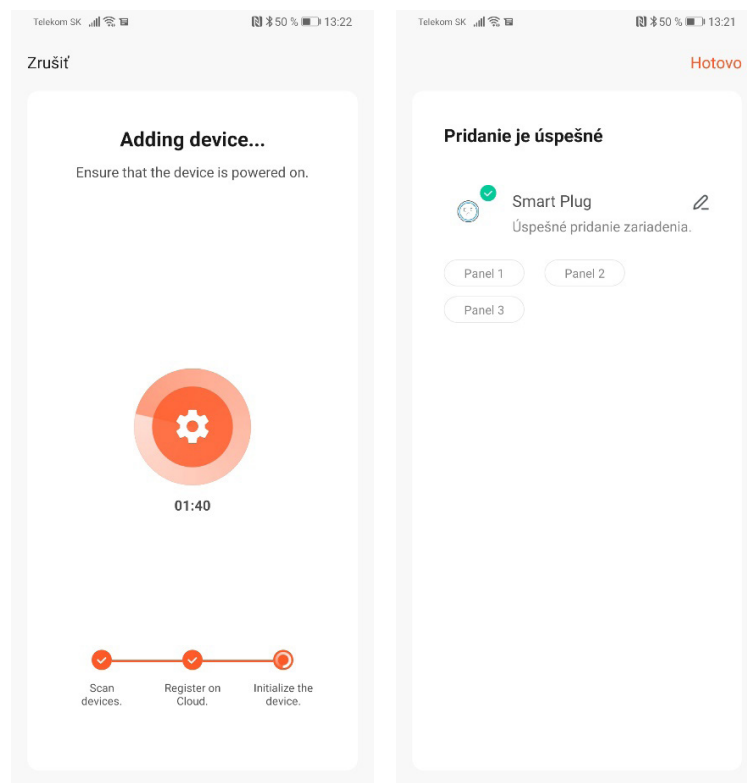 Telekom SK 50 % 13:22
Zrušiť
Adding device...
Ensure that the device is powered on.
01:40
Scan devices.
Register on Cloud.
Initialize the device.
Telekom SK 50 % 13:21
Hotovo
Pridanie je úspešné
Smart Plug
Úspešné pridanie zariadenia.
Panel 1 Panel 2
Panel 3